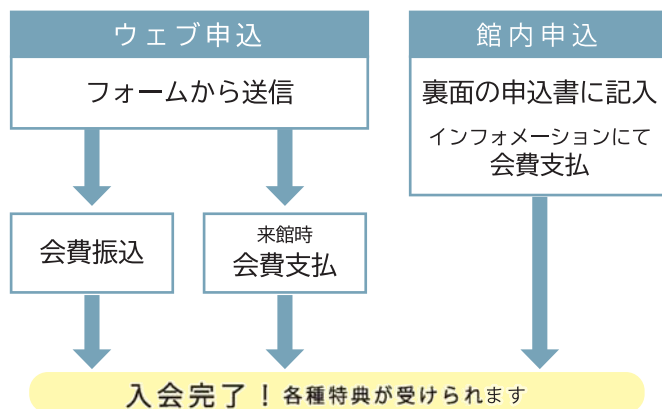 ウェブ申込
フォームから送信
会費振込
来館時
会費支払
館内申込
裏面の申込書に記入
インフォメーションにて
会費支払
入会完了！各種特典が受けられます